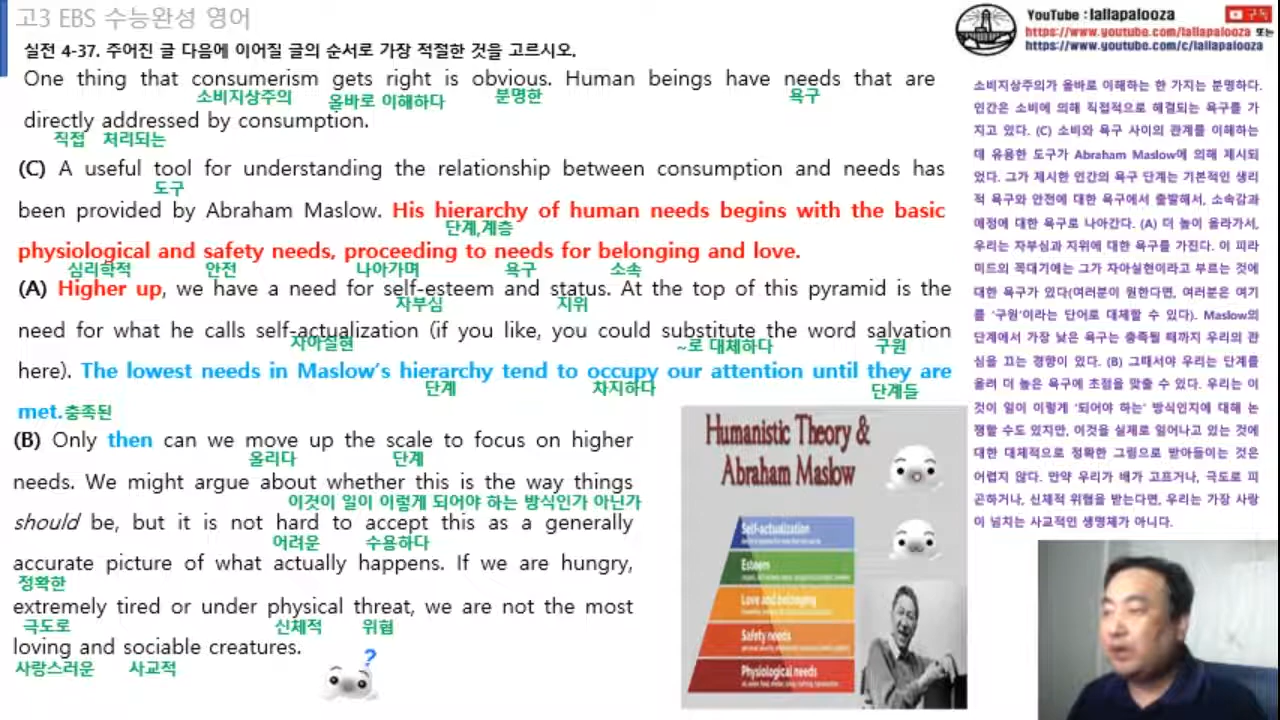 고3 EBS 수능완성 영어
YouTube : lallapalooza
구독
https://www.youtube.com/lallapalooza 또는
https://www.youtube.com/c/lallapalooza
실전 4-37. 주어진 글 다음에 이어질 글의 순서로 가장 적절한 것을 고르시오.
One thing that consumerism gets right is obvious. Human beings have needs that are
소비지상주의 올바로 이해하다 분명한 욕구
directly addressed by consumption.
직접 처리되는
(C) A useful tool for understanding the relationship between consumption and needs has
도구
been provided by Abraham Maslow. His hierarchy of human needs begins with the basic
단계,계층
physiological and safety needs, proceeding to needs for belonging and love.
심리학적 안전 나아가며 욕구 소속
(A) Higher up, we have a need for self-esteem and status. At the top of this pyramid is the
자부심 지위
need for what he calls self-actualization (if you like, you could substitute the word salvation
자아실현 ~로 대체하다 구원
here). The lowest needs in Maslow's hierarchy tend to occupy our attention until they are
단계 차지하다 단계들
met. 충족된
(B) Only then can we move up the scale to focus on higher
올리다 단계
needs. We might argue about whether this is the way things
이것이 일이 이렇게 되어야 하는 방식인가 아닌가
should be, but it is not hard to accept this as a generally
어려운 수용하다
accurate picture of what actually happens. If we are hungry,
정확한
extremely tired or under physical threat, we are not the most
극도로 신체적 위협
loving and sociable creatures.
사랑스러운 사교적
?
Humanistic Theory &
Abraham Maslow
Self-actualization
Esteem
Love and belonging
Safety needs
Physiological needs
소비지상주의가 올바로 이해하는 한 가지는 분명하다.
인간은 소비에 의해 직접적으로 해결되는 욕구를 가
지고 있다. (C) 소비와 욕구 사이의 관계를 이해하는
데 유용한 도구가 Abraham Maslow에 의해 제시되
었다. 그가 제시한 인간의 욕구 단계는 기본적인 생리
적 욕구와 안전에 대한 욕구에서 출발해서, 소속감과
애정에 대한 욕구로 나아간다. (A) 더 높이 올라가서,
우리는 자부심과 지위에 대한 욕구를 가진다. 이 피라
미드의 꼭대기에는 그가 자아실현이라고 부르는 것에
대한 욕구가 있다(여러분이 원한다면, 여러분은 여기
를 '구원'이라는 단어로 대체할 수 있다). Maslow의
단계에서 가장 낮은 욕구는 충족될 때까지 우리의 관
심을 끄는 경향이 있다. (B) 그때서야 우리는 단계를
올려 더 높은 욕구에 초점을 맞출 수 있다. 우리는 이
것이 일이 이렇게 '되어야 하는' 방식인지에 대해 논
쟁할 수도 있지만, 이것을 실제로 일어나고 있는 것에
대한 대체적으로 정확한 그림으로 받아들이는 것은
어렵지 않다. 만약 우리가 배가 고프거나, 극도로 피
곤하거나, 신체적 위협을 받는다면, 우리는 가장 사랑
이 넘치는 사교적인 생명체가 아니다.